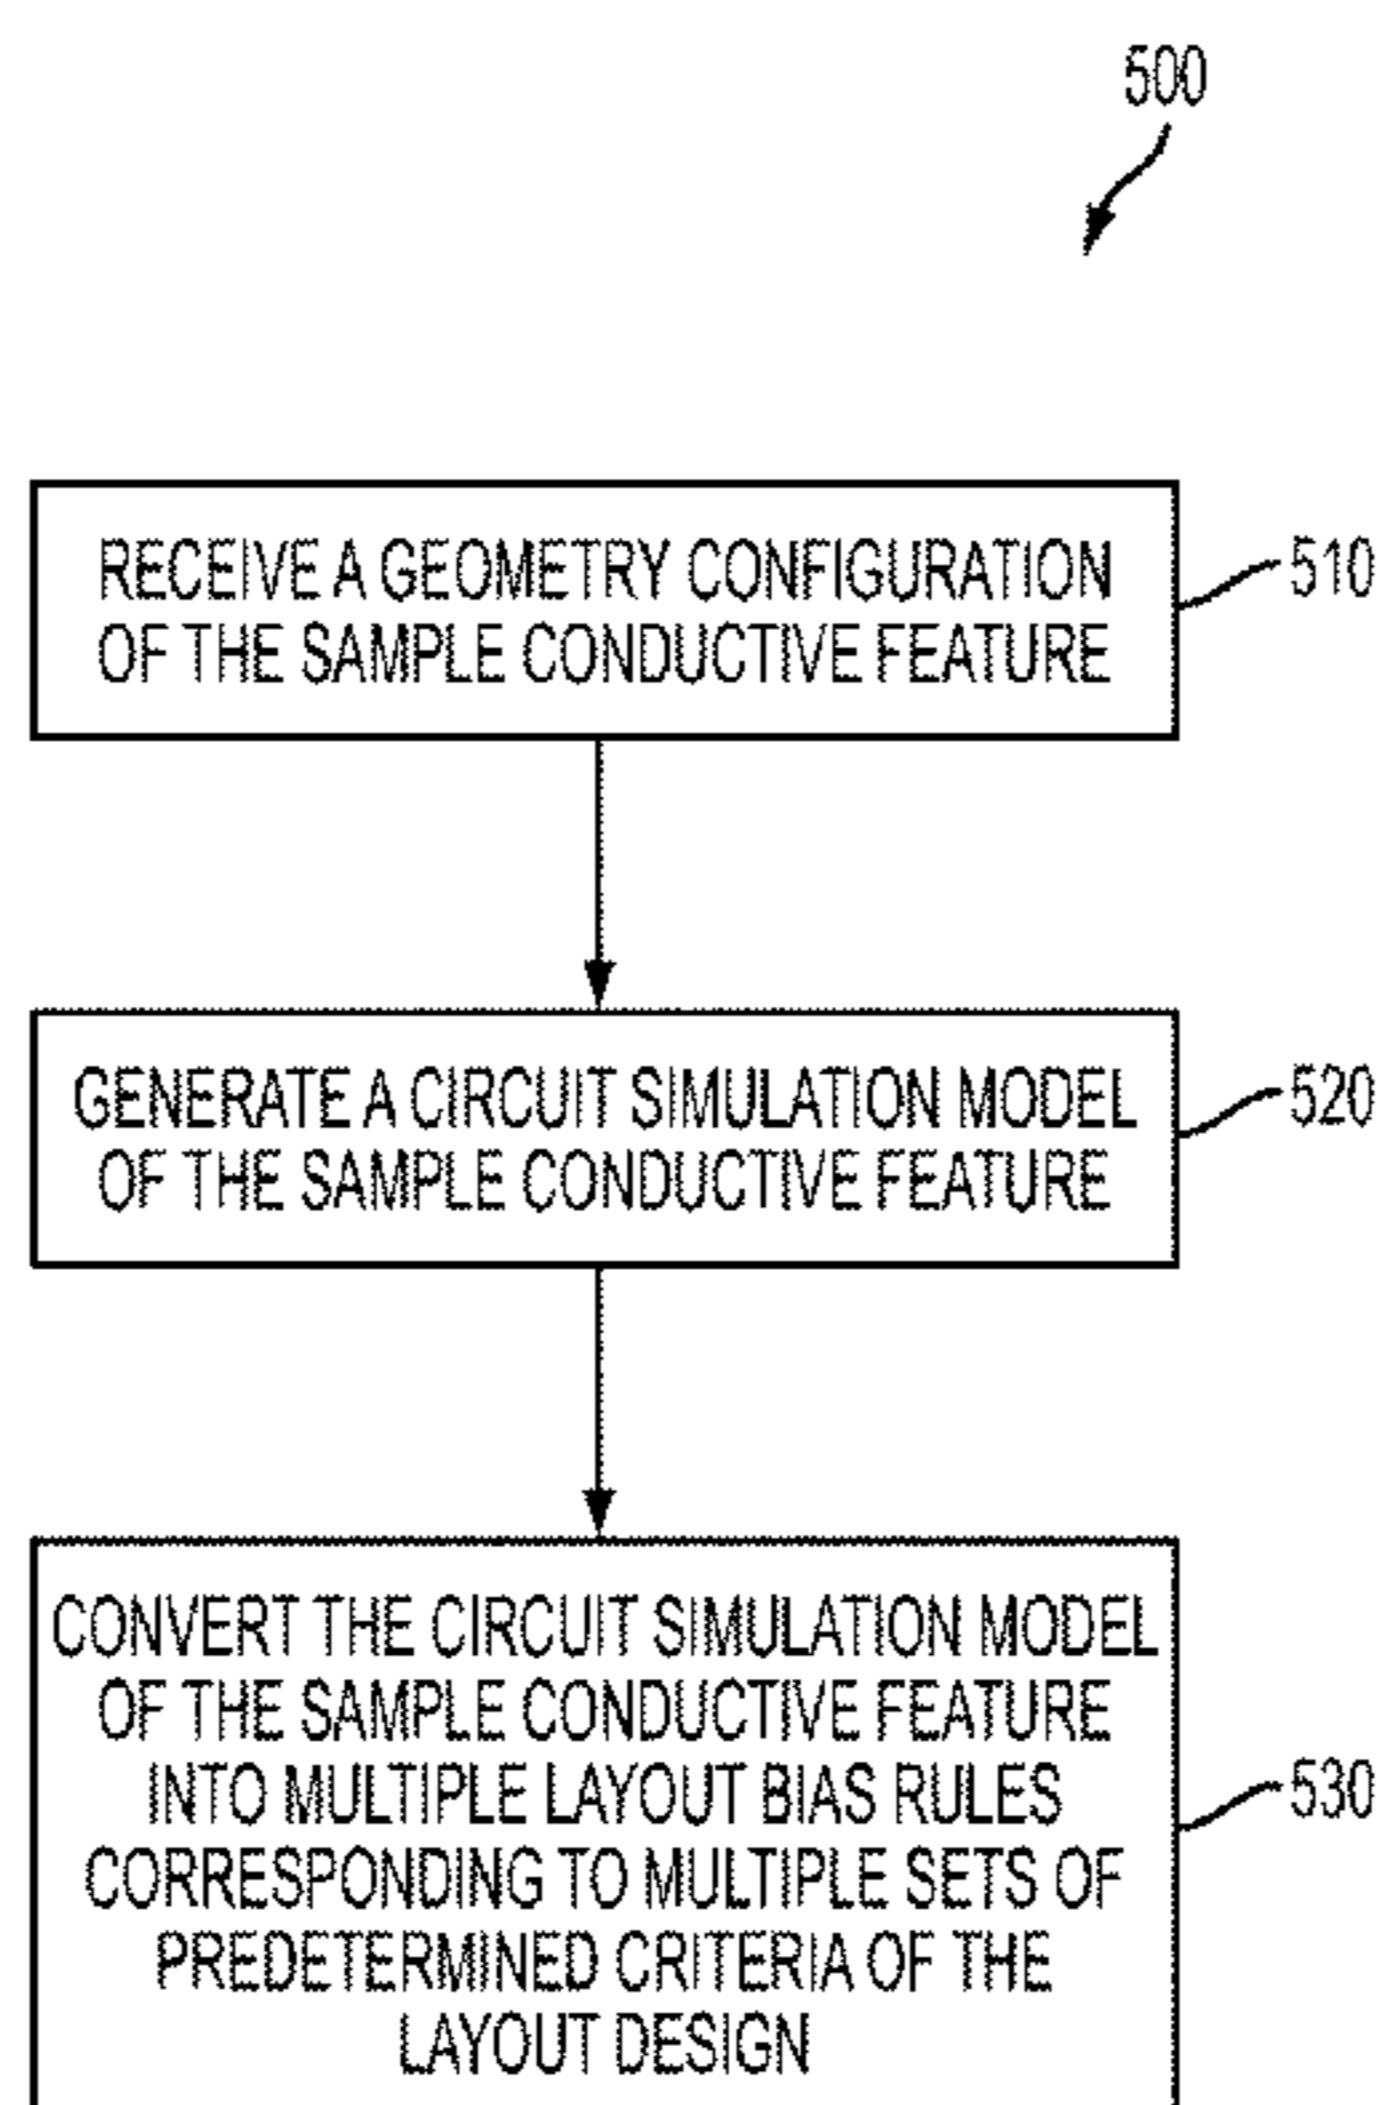 500
RECEIVE A GEOMETRY CONFIGURATION
OF THE SAMPLE CONDUCTIVE FEATURE
510
GENERATE A CIRCUIT SIMULATION MODEL
OF THE SAMPLE CONDUCTIVE FEATURE
520
CONVERT THE CIRCUIT SIMULATION MODEL
OF THE SAMPLE CONDUCTIVE FEATURE
INTO MULTIPLE LAYOUT BIAS RULES
CORRESPONDING TO MULTIPLE SETS OF
PREDETERMINED CRITERIA OF THE
LAYOUT DESIGN
530